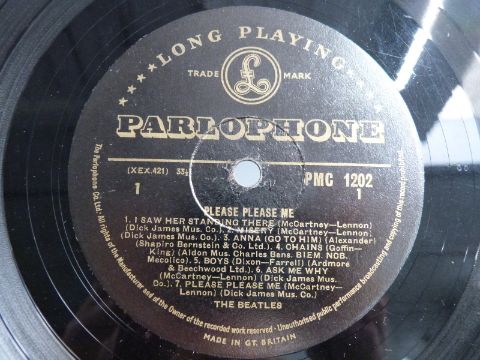 LONG PLAYING
TRADE MARK
£
PARLOPHONE
(XEX.421) 33⅓
1
PMC 1202
1
PLEASE PLEASE ME
1. I SAW HER STANDING THERE (McCartney—Lennon)
(Dick James Mus. Co.) 2. MISERY (McCartney—Lennon)
(Dick James Mus. Co.). 3. ANNA (GO TO HIM) (Alexander)
(Shapiro Bernstein & Co. Ltd.). 4. CHAINS (Goffin—
King) (Aldon Mus. Charles Bens. BIEM. NCB.
Mecolico). 5. BOYS (Dixon—Farrell) (Ardmore
& Beechwood Ltd.) 6. ASK ME WHY
(McCartney—Lennon) (Dick James Mus.
Co.). 7. PLEASE PLEASE ME (McCartney—
Lennon) (Dick James Mus. Co.)
THE BEATLES
The Parlophone Co. Ltd. All rights of the Manufacturer and of the Owner of the recorded work reserved · Unauthorised public performance broadcasting and copying of this record prohibited.
MADE IN GT. BRITAIN